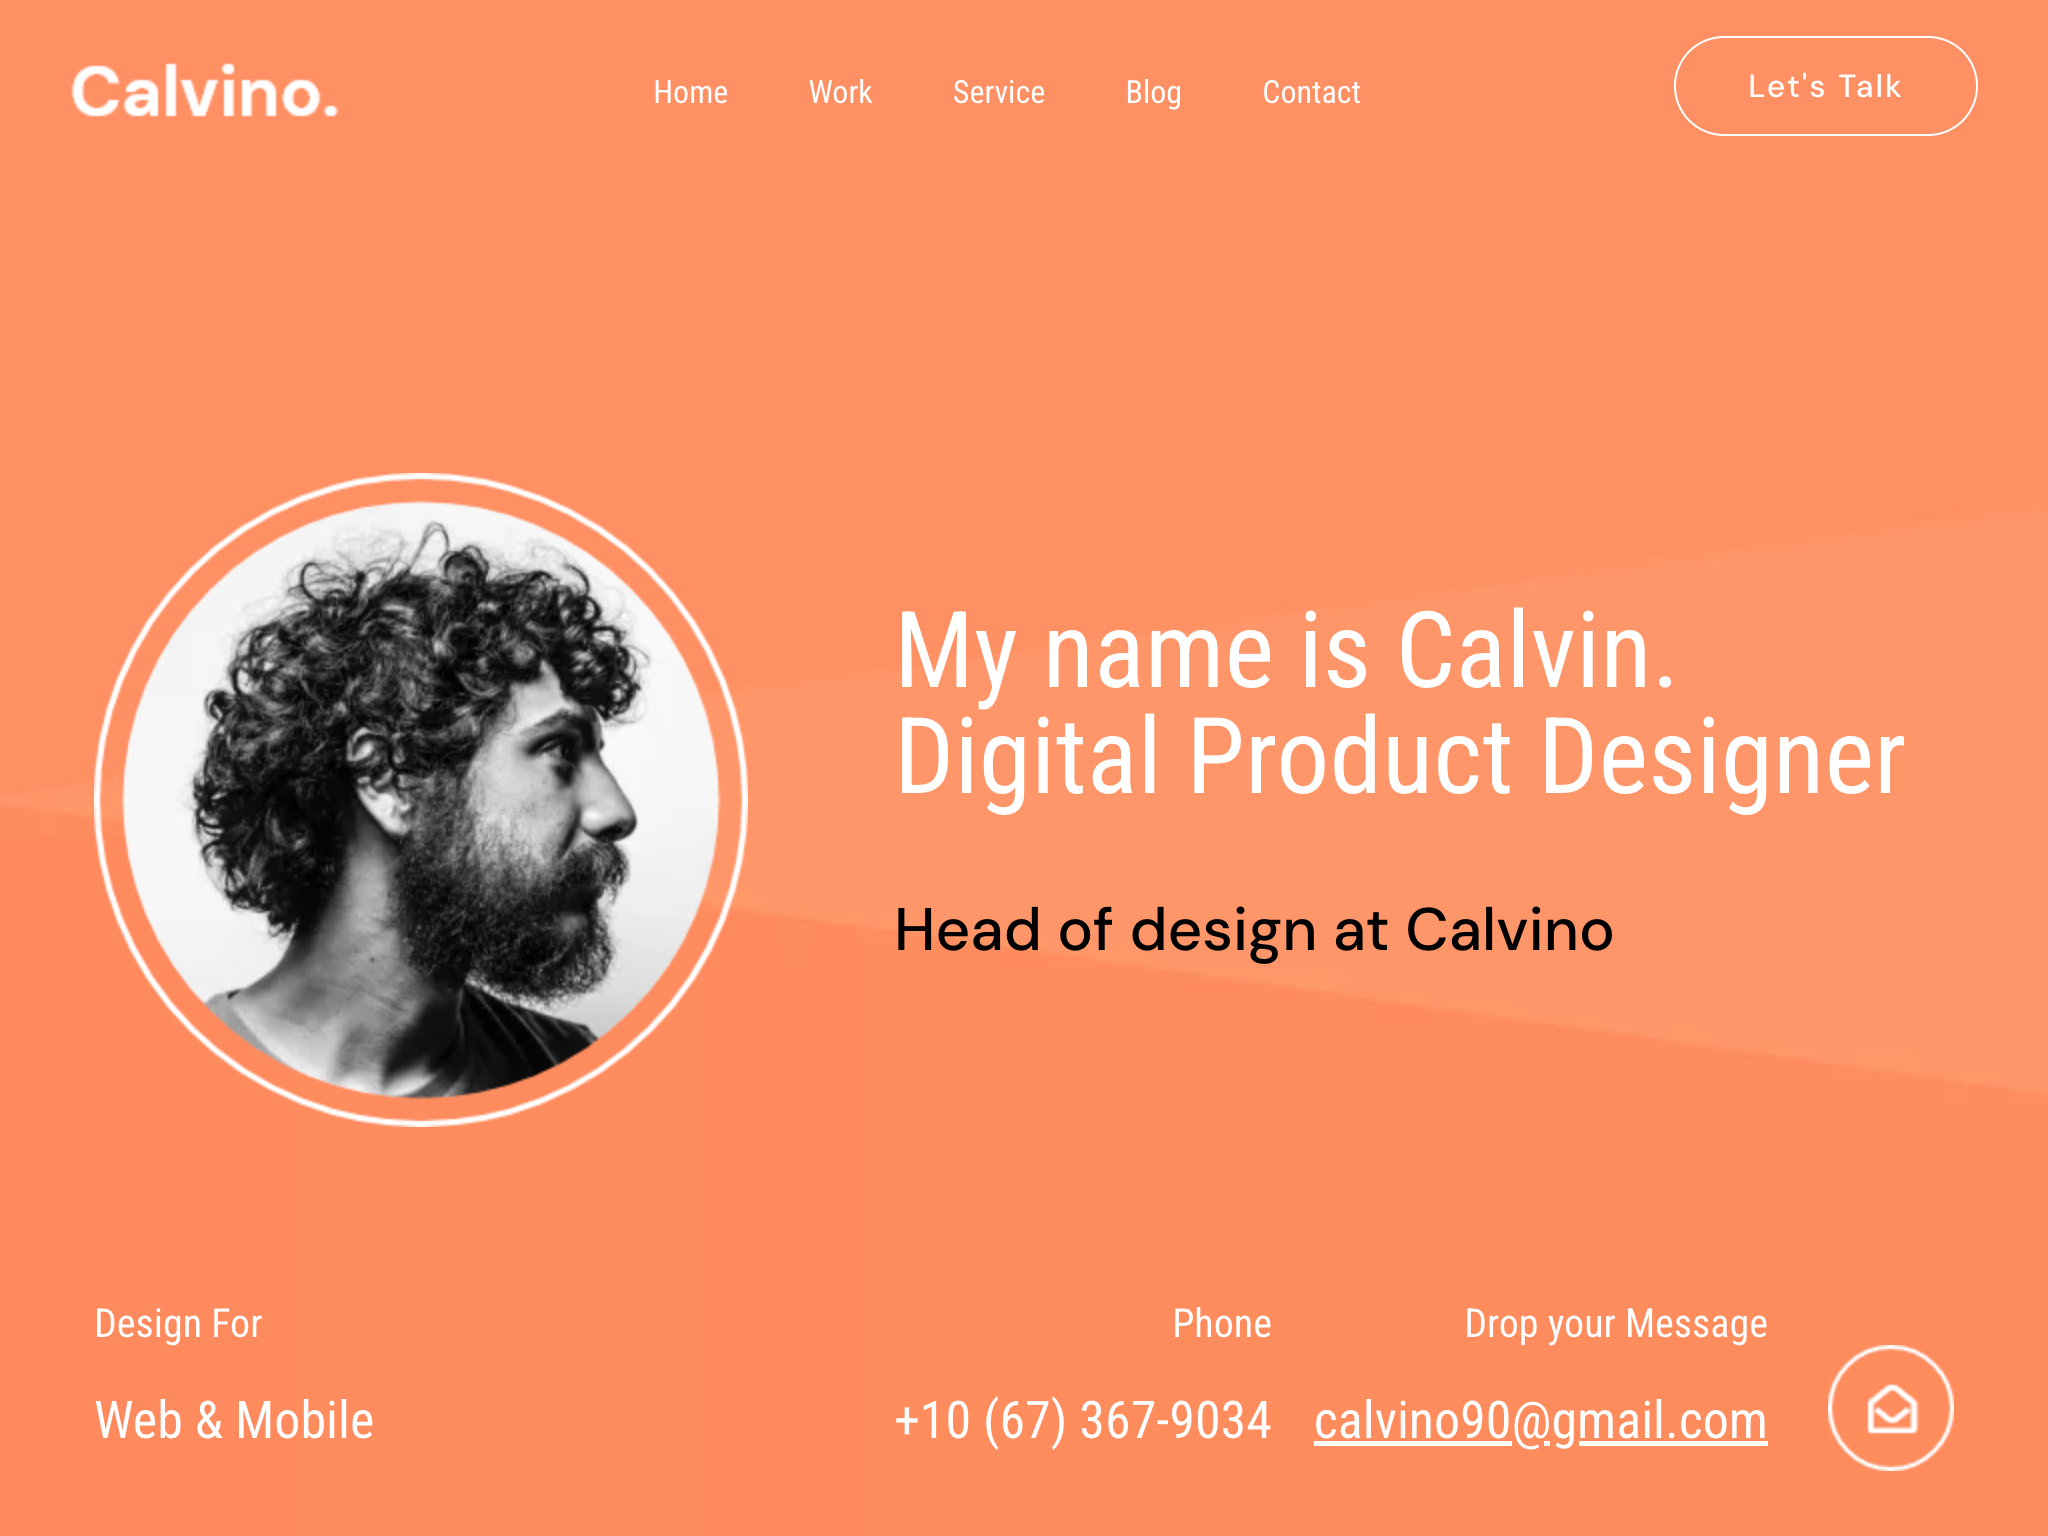 Calvino.
Home Work Service Blog Contact
Let's Talk
My name is Calvin.
Digital Product Designer
Head of design at Calvino
Design For
Web & Mobile
Phone
+10 (67) 367-9034
Drop your Message
calvino90@gmail.com